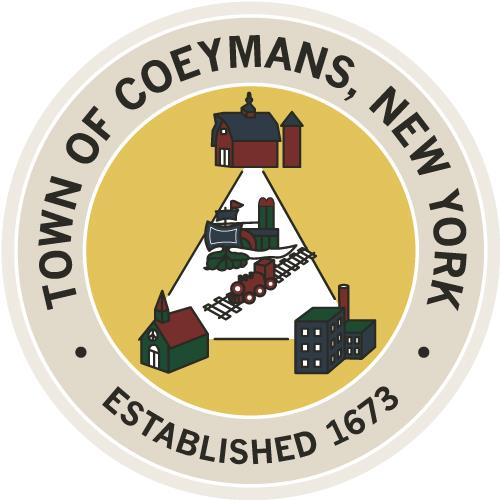 TOWN OF COEYMANS, NEW YORK
ESTABLISHED 1673